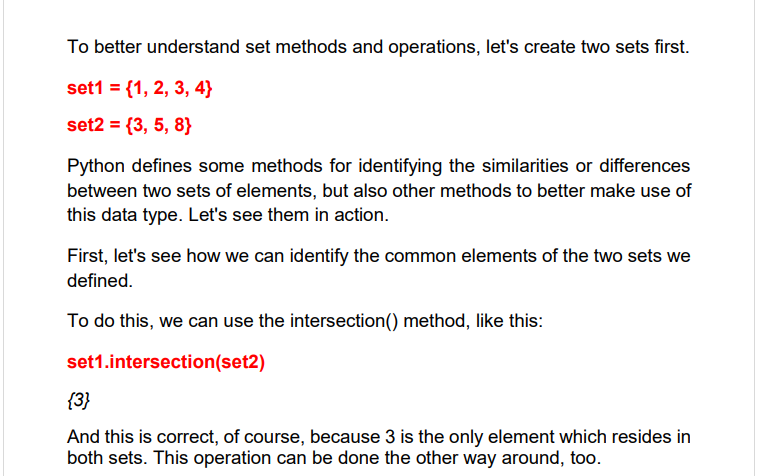 To better understand set methods and operations, let's create two sets first.
set1 = {1, 2, 3, 4}
set2 = {3, 5, 8}
Python defines some methods for identifying the similarities or differences
between two sets of elements, but also other methods to better make use of
this data type. Let's see them in action.
First, let's see how we can identify the common elements of the two sets we
defined.
To do this, we can use the intersection() method, like this:
set1.intersection(set2)
{3}
And this is correct, of course, because 3 is the only element which resides in
both sets. This operation can be done the other way around, too.